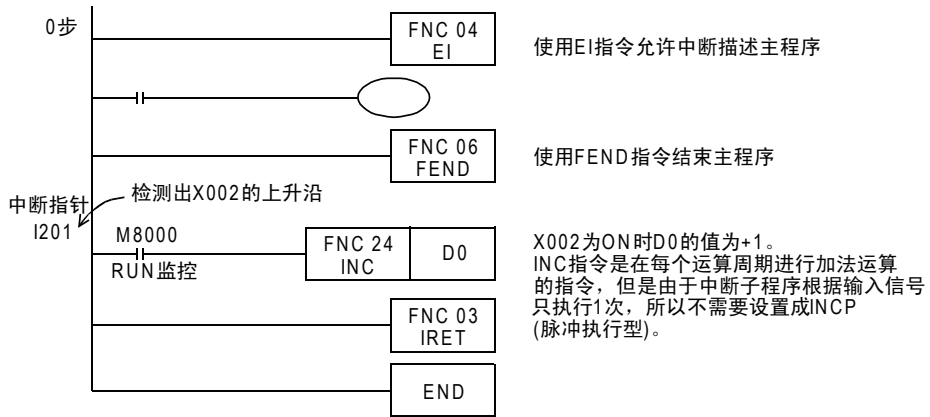 0步
FNC 04
EI
使用EI指令允许中断描述主程序
FNC 06
FEND
使用FEND指令结束主程序
中断指针
I201
检测出X002的上升沿
M8000
RUN监控
FNC 24
INC
D0
X002为ON时D0的值为+1。
INC指令是在每个运算周期进行加法运算
的指令，但是由于中断子程序根据输入信号
只执行1次，所以不需要设置成INCP
(脉冲执行型)。
FNC 03
IRET
END